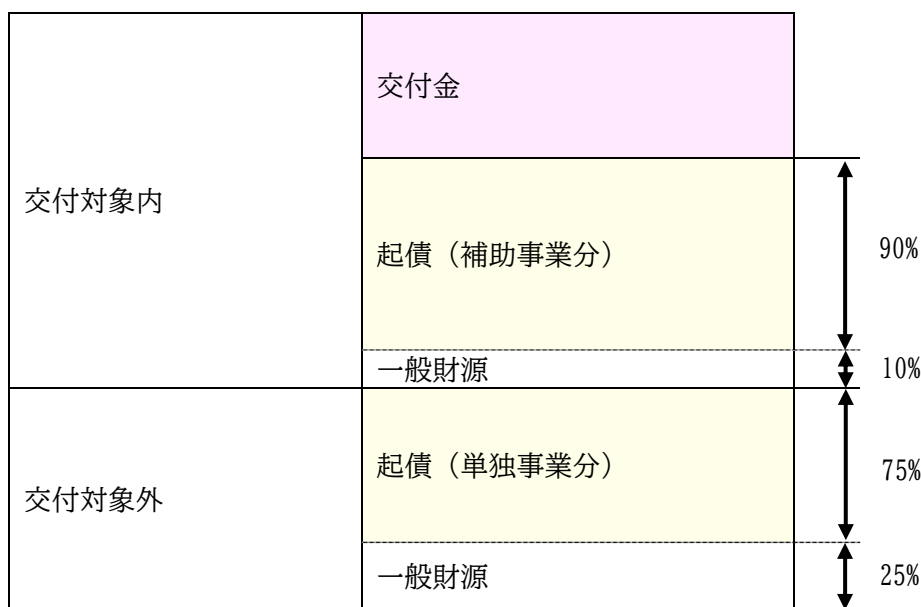 交付金
交付対象内
起債（補助事業分）
90%
一般財源
10%
起債（単独事業分）
75%
交付対象外
一般財源
25%